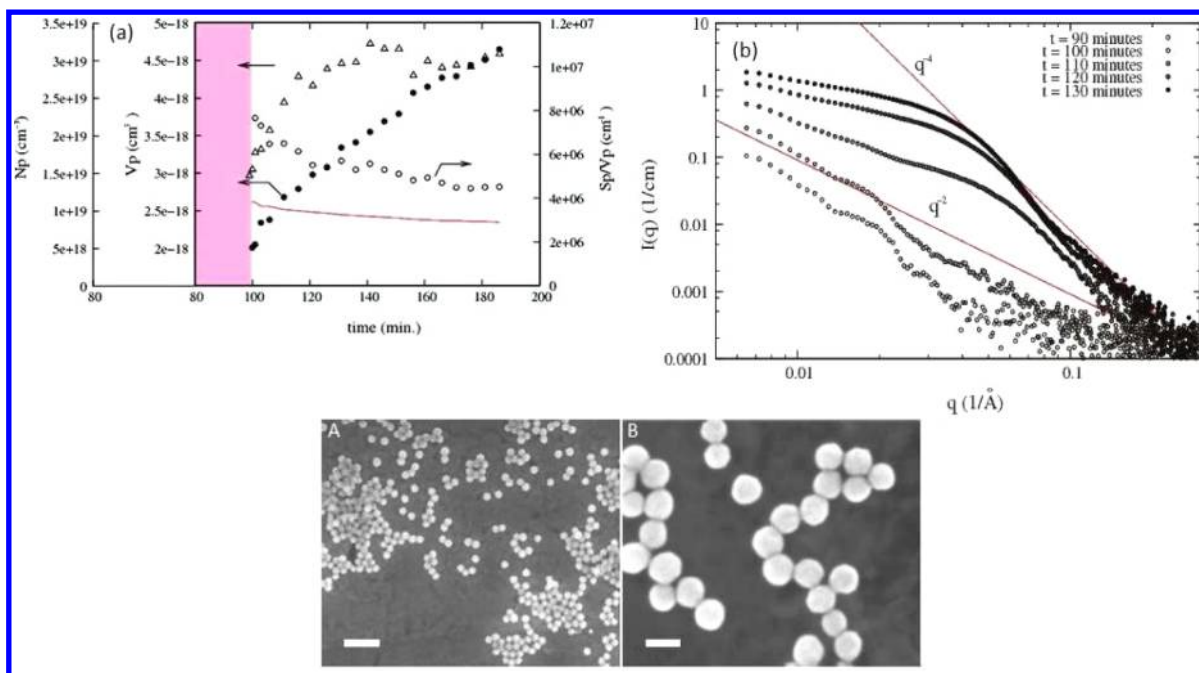 (a)
3.5e+19
3e+19
2.5e+19
2e+19
1.5e+19
1e+19
5e+18
0
80
Np (cm⁻³)
5e-18
4.5e-18
4e-18
3.5e-18
3e-18
2.5e-18
2e-18
Vp (cm³)
80
100
120
140
160
180
200
time (min.)
1e+07
8e+06
6e+06
4e+06
2e+06
0
Sp/Vp (cm⁻¹)
(b)
10
1
0.1
0.01
0.001
0.0001
I(q) (1/cm)
q⁻⁴
q⁻²
t = 90 minutes
t = 100 minutes
t = 110 minutes
t = 120 minutes
t = 130 minutes
0.01
0.1
q (1/Å)
A
B